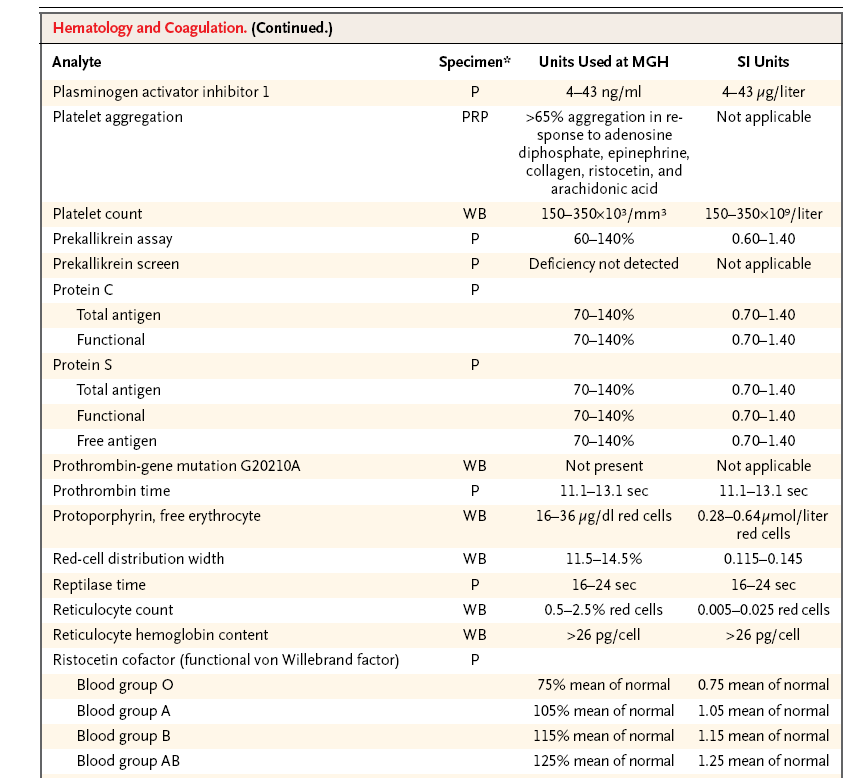 Hematology and Coagulation. (Continued.)
Analyte Specimen* Units Used at MGH SI Units
Plasminogen activator inhibitor 1 P 4–43 ng/ml 4–43 µg/liter
Platelet aggregation PRP >65% aggregation in re- Not applicable
sponse to adenosine
diphosphate, epinephrine,
collagen, ristocetin, and
arachidonic acid
Platelet count WB 150–350×10³/mm³ 150–350×10⁹/liter
Prekallikrein assay P 60–140% 0.60–1.40
Prekallikrein screen P Deficiency not detected Not applicable
Protein C P
Total antigen 70–140% 0.70–1.40
Functional 70–140% 0.70–1.40
Protein S P
Total antigen 70–140% 0.70–1.40
Functional 70–140% 0.70–1.40
Free antigen 70–140% 0.70–1.40
Prothrombin-gene mutation G20210A WB Not present Not applicable
Prothrombin time P 11.1–13.1 sec 11.1–13.1 sec
Protoporphyrin, free erythrocyte WB 16–36 µg/dl red cells 0.28–0.64µmol/liter
red cells
Red-cell distribution width WB 11.5–14.5% 0.115–0.145
Reptilase time P 16–24 sec 16–24 sec
Reticulocyte count WB 0.5–2.5% red cells 0.005–0.025 red cells
Reticulocyte hemoglobin content WB >26 pg/cell >26 pg/cell
Ristocetin cofactor (functional von Willebrand factor) P
Blood group O 75% mean of normal 0.75 mean of normal
Blood group A 105% mean of normal 1.05 mean of normal
Blood group B 115% mean of normal 1.15 mean of normal
Blood group AB 125% mean of normal 1.25 mean of normal